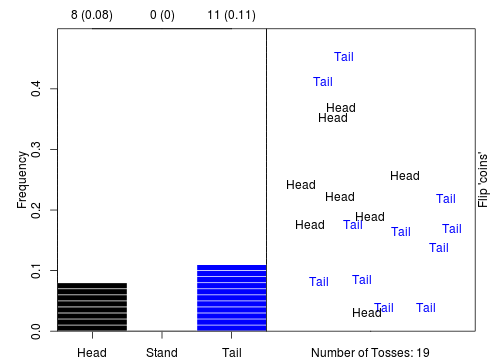 8 (0.08) 0 (0) 11 (0.11)
Frequency
0.4
0.3
0.2
0.1
0.0
Head Stand Tail
Tail
Tail
Head
Head
Head
Head
Head
Tail
Head
Head
Tail
Tail
Tail
Tail
Tail
Tail
Head
Tail
Tail
Number of Tosses: 19
Flip 'coins'